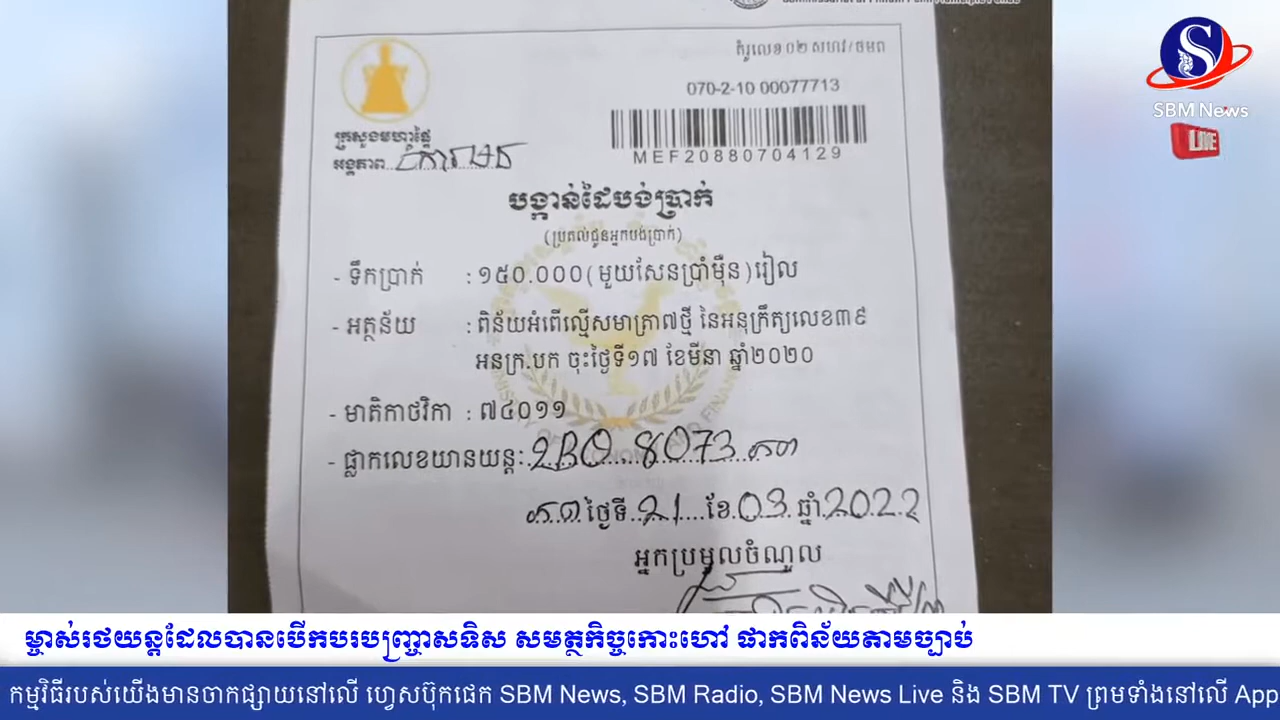 គំរូលេខ ០២ សហវ/ថមព
070-2-10 00077713
MEF20880704129
ក្រសួងមហាផ្ទៃ
អង្គភាព
បង្កាន់ដៃបង់ប្រាក់
(ប្រគល់ជូនអ្នកបង់ប្រាក់)
- ទឹកប្រាក់ : ១៥០.០០០(មួយសែនប្រាំម៉ឺន)រៀល
- អត្ថន័យ : ពិន័យអំពើល្មើសមាត្រា៧ថ្មី នៃអនុក្រឹត្យលេខ៣៩
អនក្រ.បក ចុះថ្ងៃទី១៧ ខែមីនា ឆ្នាំ២០២០
- មាតិកាថវិកា : ៧៤០១១
- ផ្លាកលេខយានយន្ត: 2BO 8073 ភព
ភព ថ្ងៃទី 21 ខែ 03 ឆ្នាំ 2022
អ្នកប្រមូលចំណូល
SBM News
LIVE
ម្ចាស់រថយន្តដែលបានបើកបរបញ្ច្រាសទិស សមត្ថកិច្ចកោះហៅ ផាកពិន័យតាមច្បាប់
កម្មវិធីរបស់យើងមានចាក់ផ្សាយនៅលើ ហ្វេសប៊ុកផេក SBM News, SBM Radio, SBM News Live និង SBM TV ព្រមទាំងនៅលើ App